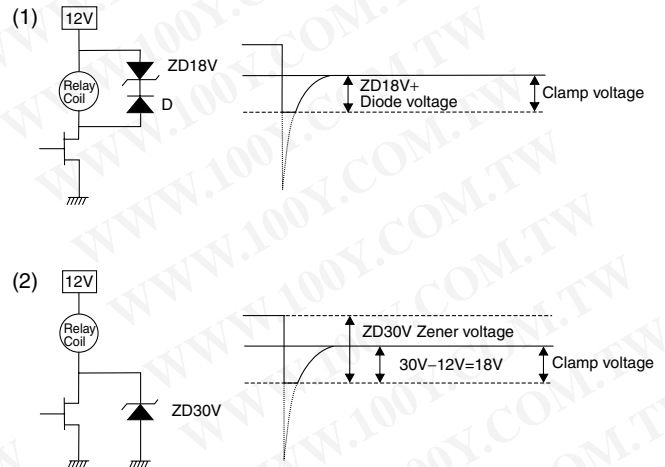 (1)
12V
ZD18V
Relay
Coil
D
ZD18V+
Diode voltage
Clamp voltage
(2)
12V
Relay
Coil
ZD30V
ZD30V Zener voltage
30V−12V=18V
Clamp voltage
WWW.100Y.COM.TW